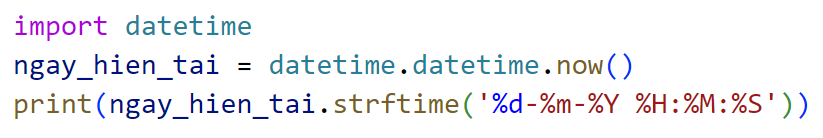 import datetime
ngay_hien_tai = datetime.datetime.now()
print(ngay_hien_tai.strftime('%d-%m-%Y %H:%M:%S'))